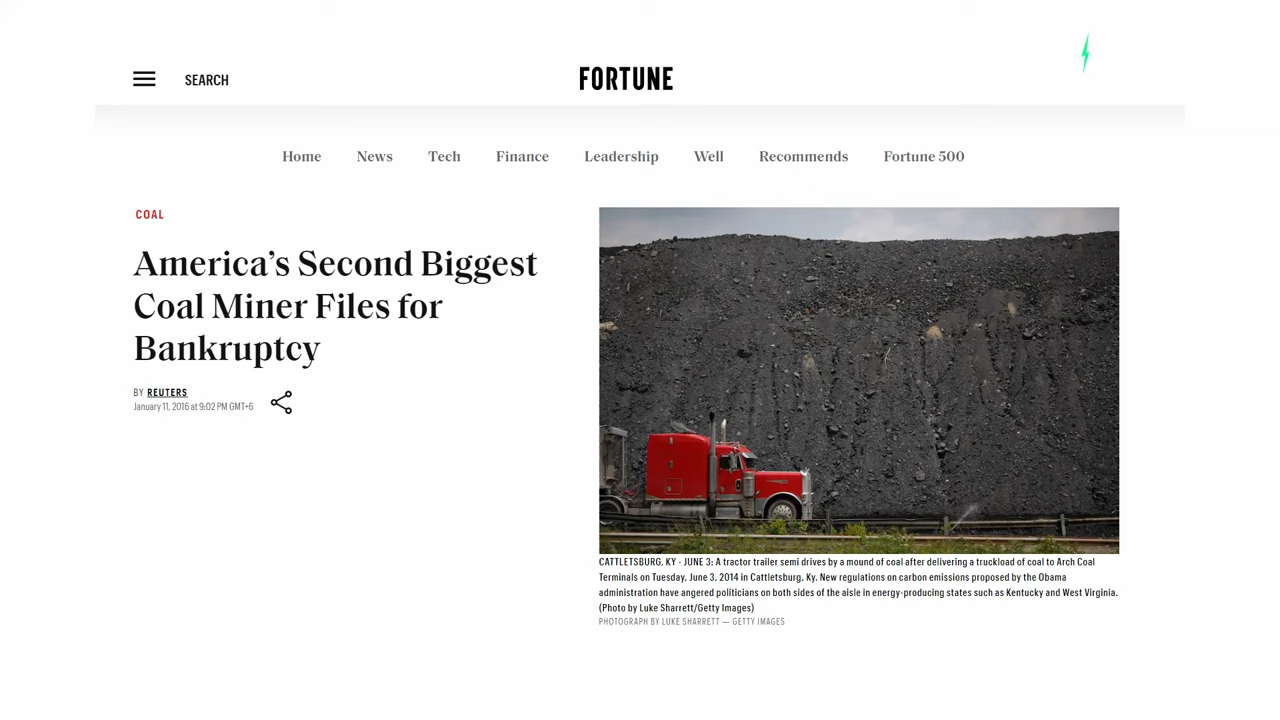 SEARCH
FORTUNE
Home News Tech Finance Leadership Well Recommends Fortune 500
COAL
America's Second Biggest
Coal Miner Files for
Bankruptcy
BY REUTERS
January 11, 2016 at 9:02 PM GMT+6
CATTLETSBURG, KY - JUNE 3: A tractor trailer semi drives by a mound of coal after delivering a truckload of coal to Arch Coal
Terminals on Tuesday, June 3, 2014 in Cattletsburg, Ky. New regulations on carbon emissions proposed by the Obama
administration have angered politicians on both sides of the aisle in energy-producing states such as Kentucky and West Virginia.
(Photo by Luke Sharrett/Getty Images)
PHOTOGRAPH BY LUKE SHARRETT — GETTY IMAGES